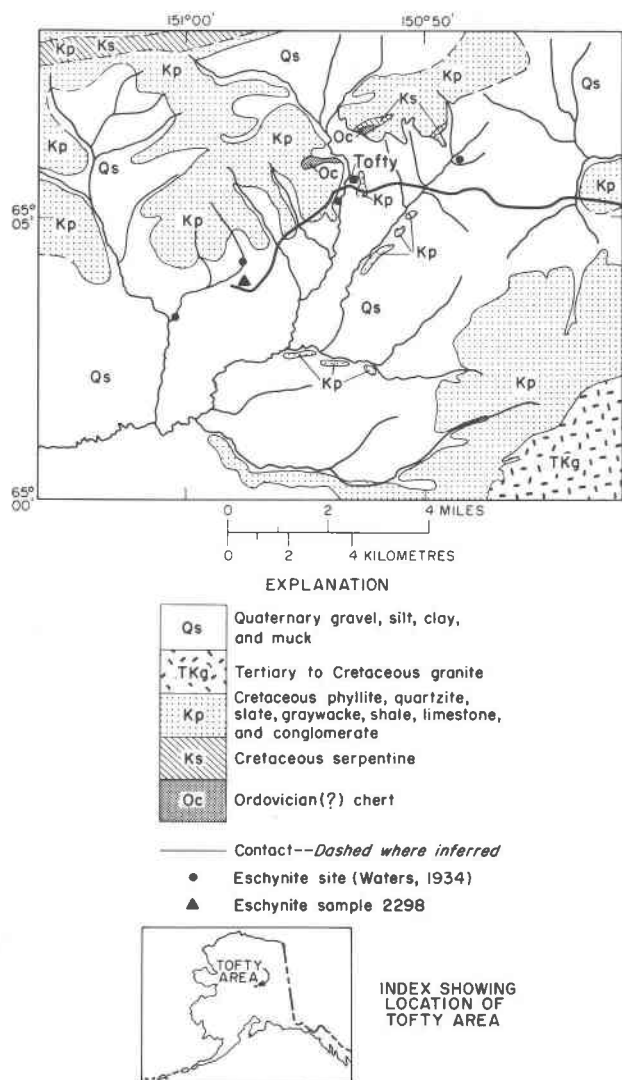 151°00' 150°50'
Kp Ks Qs Kp Ks Qs
Oc
Kp
Kp Qs Oc Tofty Kp
Kp
65°
05'
Kp Kp Kp
Qs
Qs
Kp Kp
TKg
65°
00'
0 2 4 MILES
0 2 4 KILOMETRES
EXPLANATION
Qs Quaternary gravel, silt, clay,
and muck
TKg Tertiary to Cretaceous granite
Kp Cretaceous phyllite, quartzite,
slate, graywacke, shale, limestone,
and conglomerate
Ks Cretaceous serpentine
Oc Ordovician(?) chert
Contact--Dashed where inferred
Eschynite site (Waters, 1934)
Eschynite sample 2298
TOFTY
AREA
INDEX SHOWING
LOCATION OF
TOFTY AREA